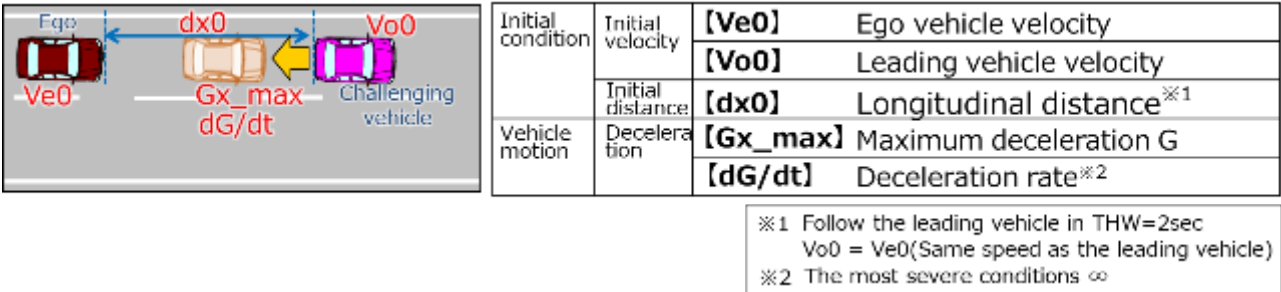 Ego dx0 Vo0
Ve0 Gx_max Challenging
dG/dt vehicle
Initial condition Initial velocity 【Ve0】 Ego vehicle velocity
【Vo0】 Leading vehicle velocity
Initial distance 【dx0】 Longitudinal distance※1
Vehicle motion Decelera tion 【Gx_max】 Maximum deceleration G
【dG/dt】 Deceleration rate※2
※1 Follow the leading vehicle in THW=2sec
Vo0 = Ve0(Same speed as the leading vehicle)
※2 The most severe conditions ∞